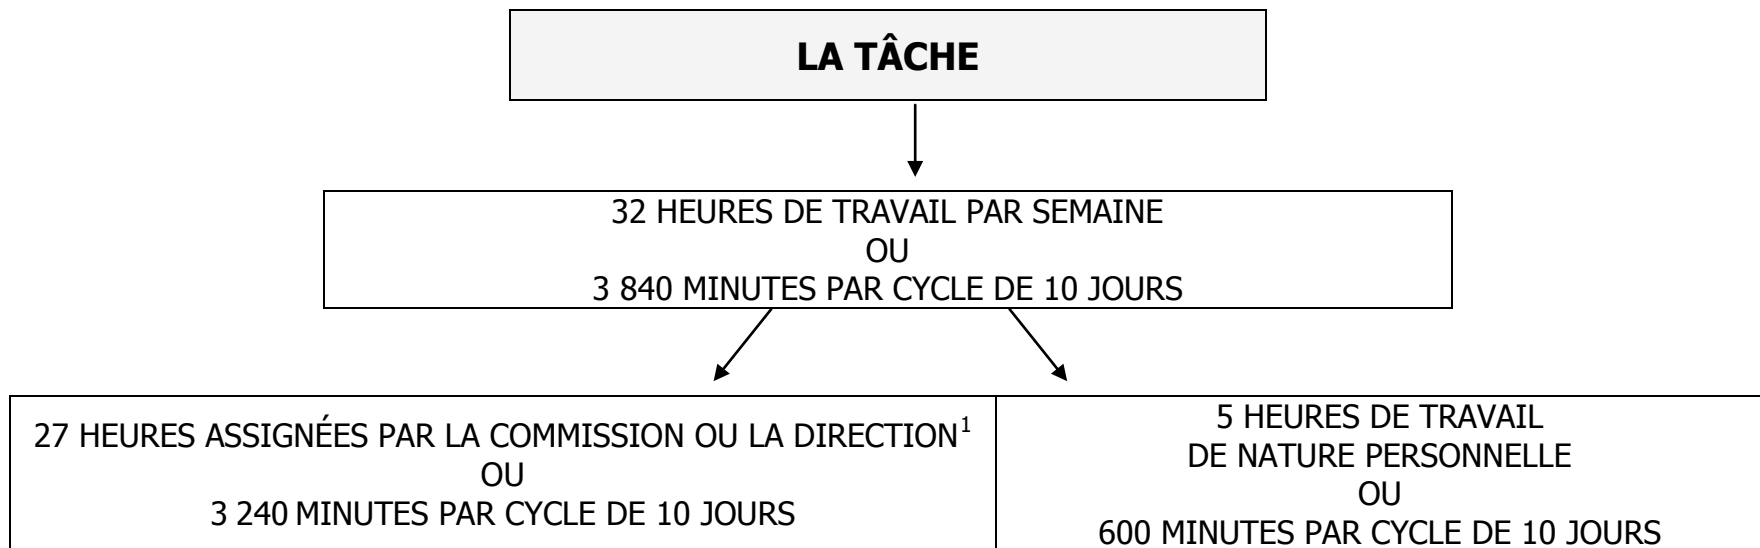 LA TÂCHE
32 HEURES DE TRAVAIL PAR SEMAINE
OU
3 840 MINUTES PAR CYCLE DE 10 JOURS
27 HEURES ASSIGNÉES PAR LA COMMISSION OU LA DIRECTION¹
OU
3 240 MINUTES PAR CYCLE DE 10 JOURS
5 HEURES DE TRAVAIL
DE NATURE PERSONNELLE
OU
600 MINUTES PAR CYCLE DE 10 JOURS